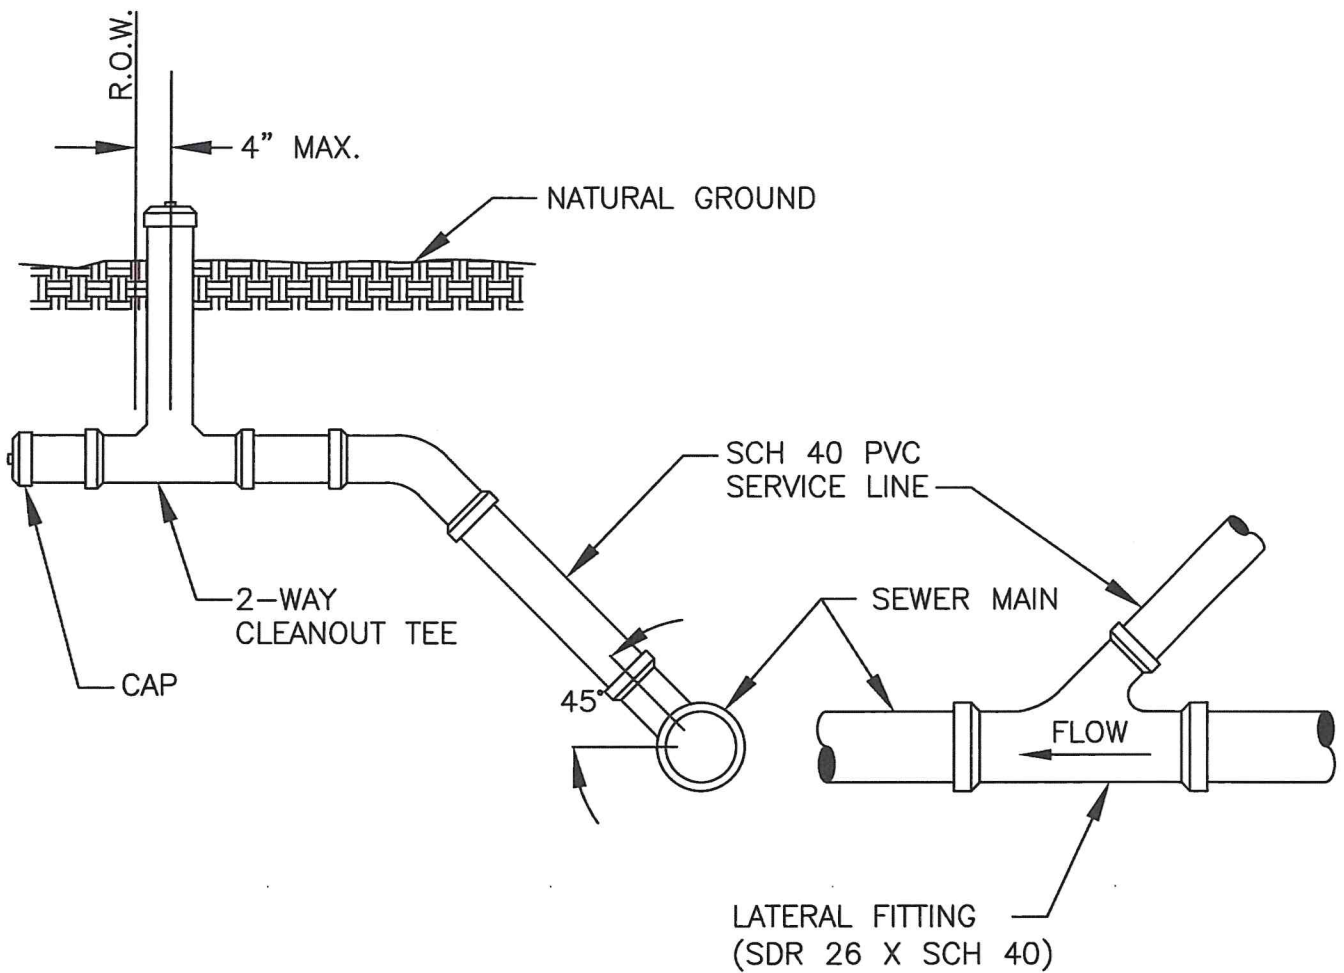 R.O.W.
4" MAX.
NATURAL GROUND
SCH 40 PVC
SERVICE LINE
2-WAY
CLEANOUT TEE
SEWER MAIN
CAP
45°
FLOW
LATERAL FITTING
(SDR 26 X SCH 40)